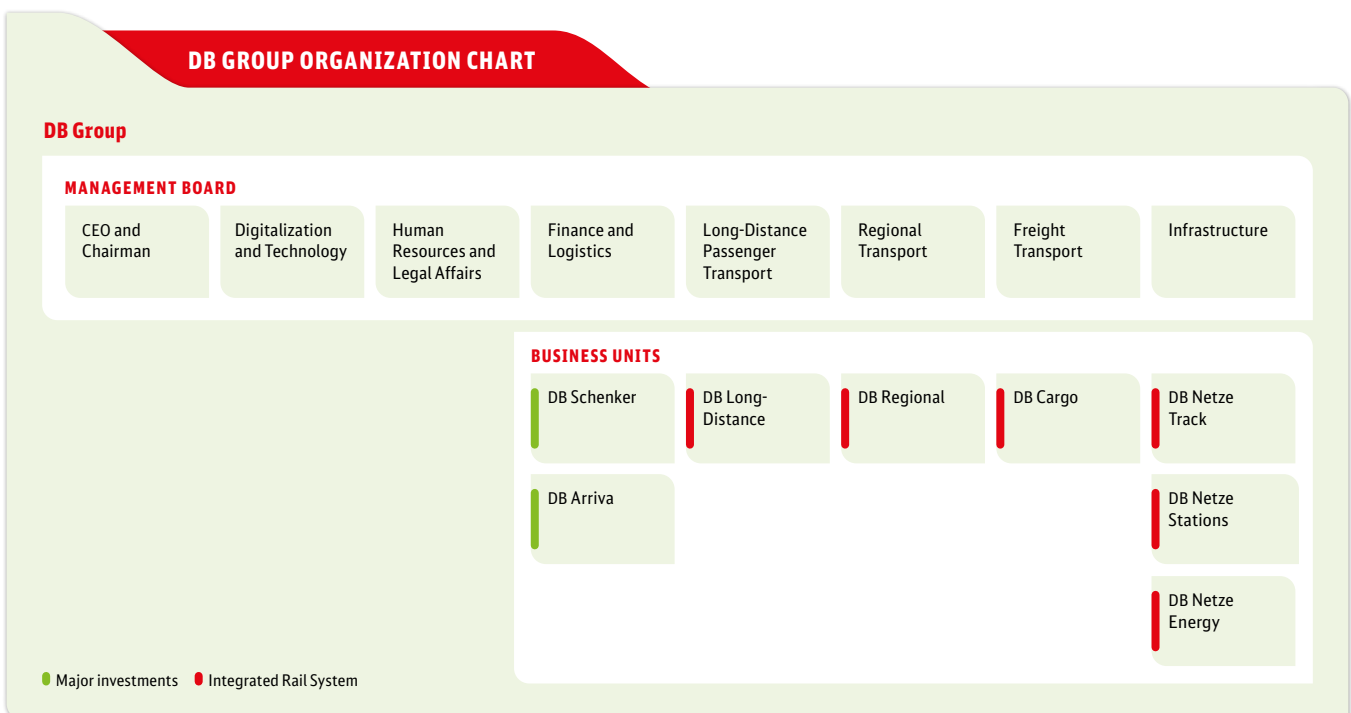 DB GROUP ORGANIZATION CHART
DB Group
MANAGEMENT BOARD
CEO and
Chairman
Digitalization
and Technology
Human
Resources and
Legal Affairs
Finance and
Logistics
Long-Distance
Passenger
Transport
Regional
Transport
Freight
Transport
Infrastructure
BUSINESS UNITS
DB Schenker
DB Long-
Distance
DB Regional
DB Cargo
DB Netze
Track
DB Arriva
DB Netze
Stations
DB Netze
Energy
Major investments
Integrated Rail System